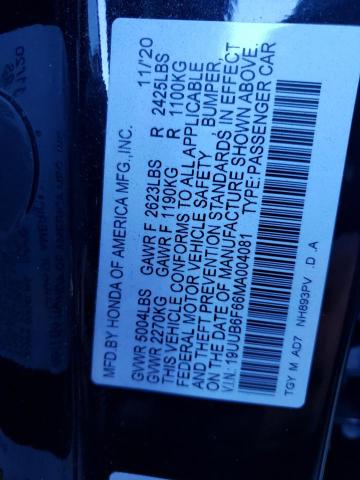 MFD.BY HONDA OF AMERICA MFG.,INC. 11/'20
GVWR 5004LBS GAWR F 2623LBS R 2425LBS
GVWR 2270KG GAWR F 1190KG R 1100KG
THIS VEHICLE CONFORMS TO ALL APPLICABLE
FEDERAL MOTOR VEHICLE SAFETY BUMPER,
AND THEFT PREVENTION STANDARDS IN EFFECT
ON THE DATE OF MANUFACTURE SHOWN ABOVE.
V.I.N.: 19UUB6F66MA004081 TYPE:PASSENGER CAR
TGY M AD7 NH893PV .D .A